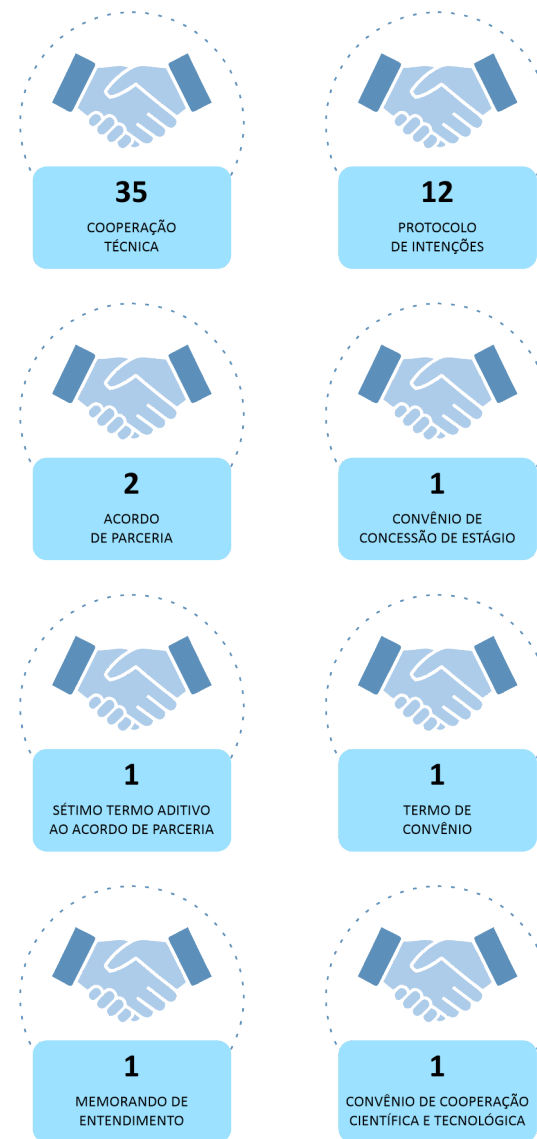 35
COOPERAÇÃO
TÉCNICA
12
PROTOCOLO
DE INTENÇÕES
2
ACORDO
DE PARCERIA
1
CONVÊNIO DE
CONCESSÃO DE ESTÁGIO
1
SÉTIMO TERMO ADITIVO
AO ACORDO DE PARCERIA
1
TERMO DE
CONVÊNIO
1
MEMORANDO DE
ENTENDIMENTO
1
CONVÊNIO DE COOPERAÇÃO
CIENTÍFICA E TECNOLÓGICA